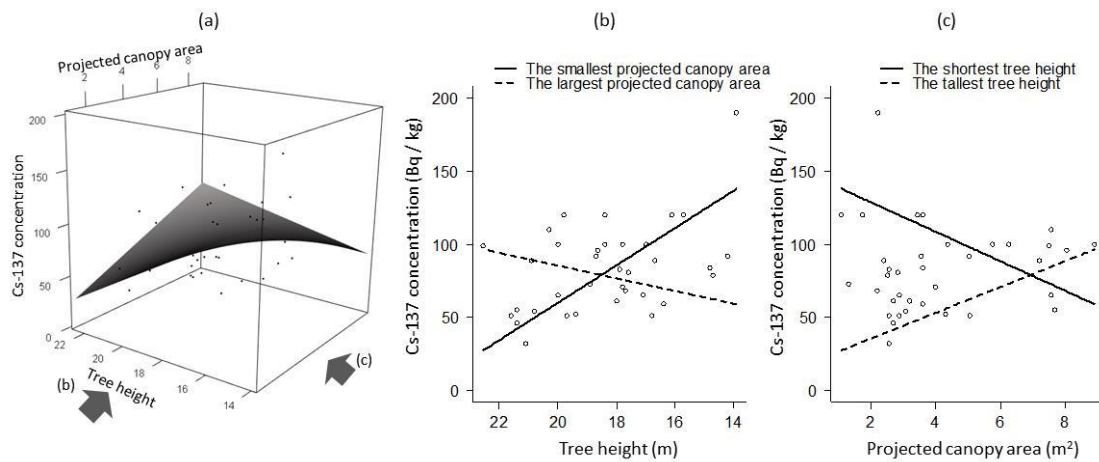 (a)
Projected canopy area
2 4 6 8
Cs-137 concentration
200
150
100
50
0
22
20
18
16
14
Tree height
(b)
(c)
(b)
The smallest projected canopy area
The largest projected canopy area
Cs-137 concentration (Bq / kg)
200
150
100
50
0
22 20 18 16 14
Tree height (m)
(c)
The shortest tree height
The tallest tree height
Cs-137 concentration (Bq / kg)
200
150
100
50
0
2 4 6 8
Projected canopy area (m²)